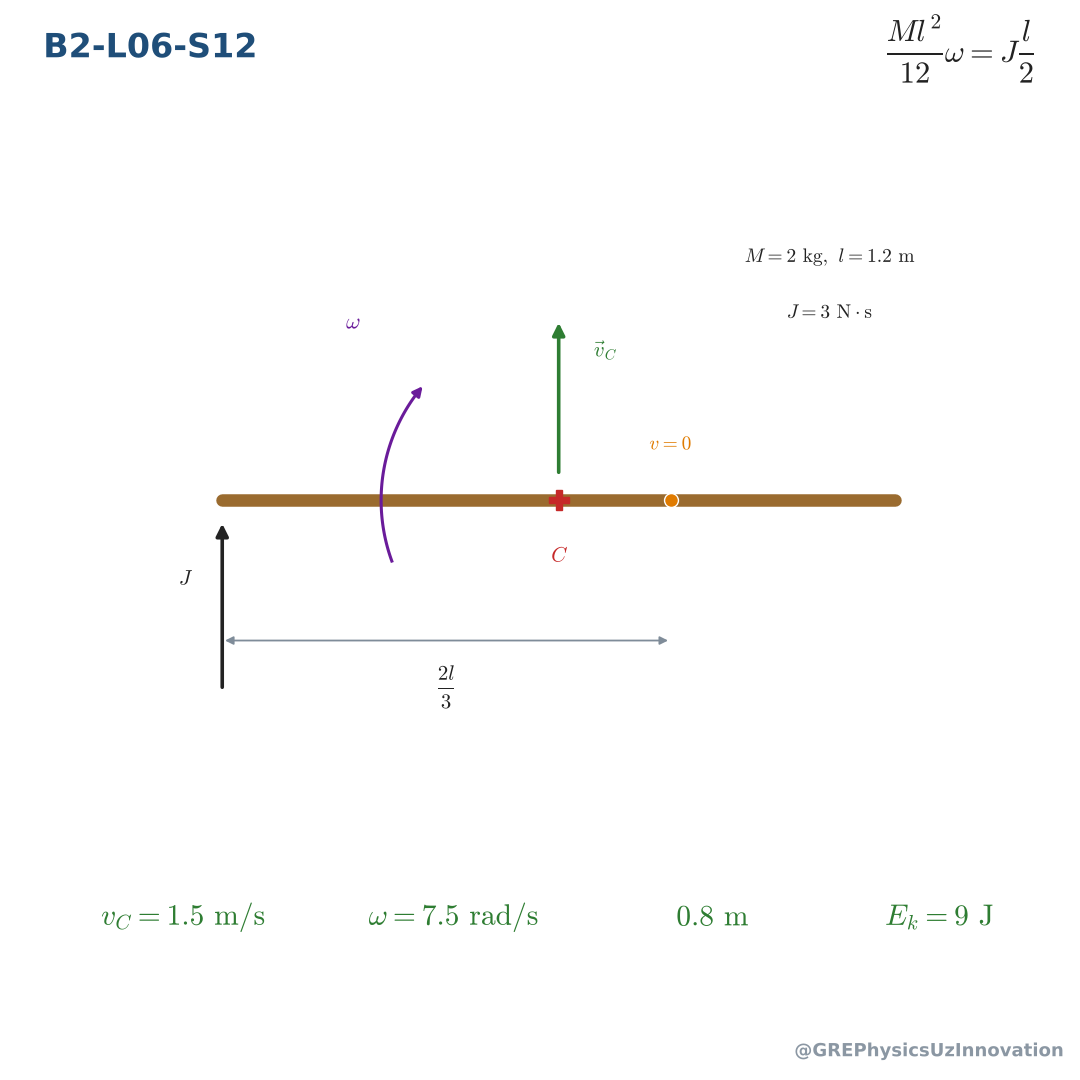 B2-L06-S12
\frac{Ml^2}{12}\omega = J\frac{l}{2}
M = 2 kg, l = 1.2 m
J = 3 N · s
ω
\vec{v}_C
v = 0
C
J
\frac{2l}{3}
v_C = 1.5 m/s
ω = 7.5 rad/s
0.8 m
E_k = 9 J
@GREPhysicsUzInnovation